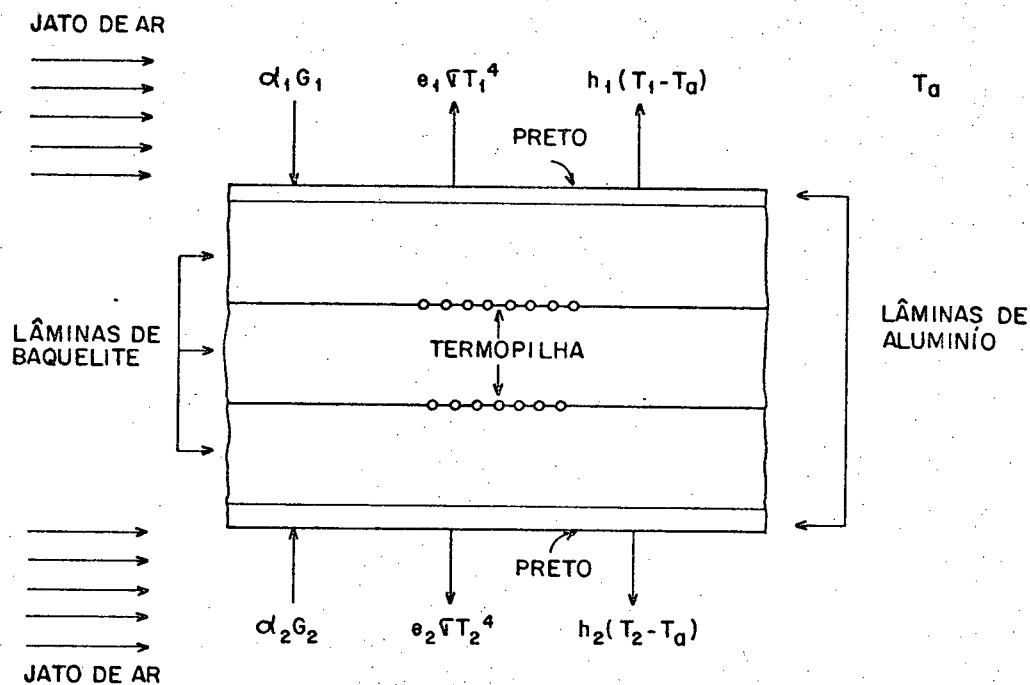 JATO DE AR
α₁G₁
e₁σT₁⁴
h₁(T₁-Tₐ)
Tₐ
PRETO
LÂMINAS DE
BAQUELITE
TERMOPILHA
LÂMINAS DE
ALUMINÍO
PRETO
α₂G₂
e₂σT₂⁴
h₂(T₂-Tₐ)
JATO DE AR